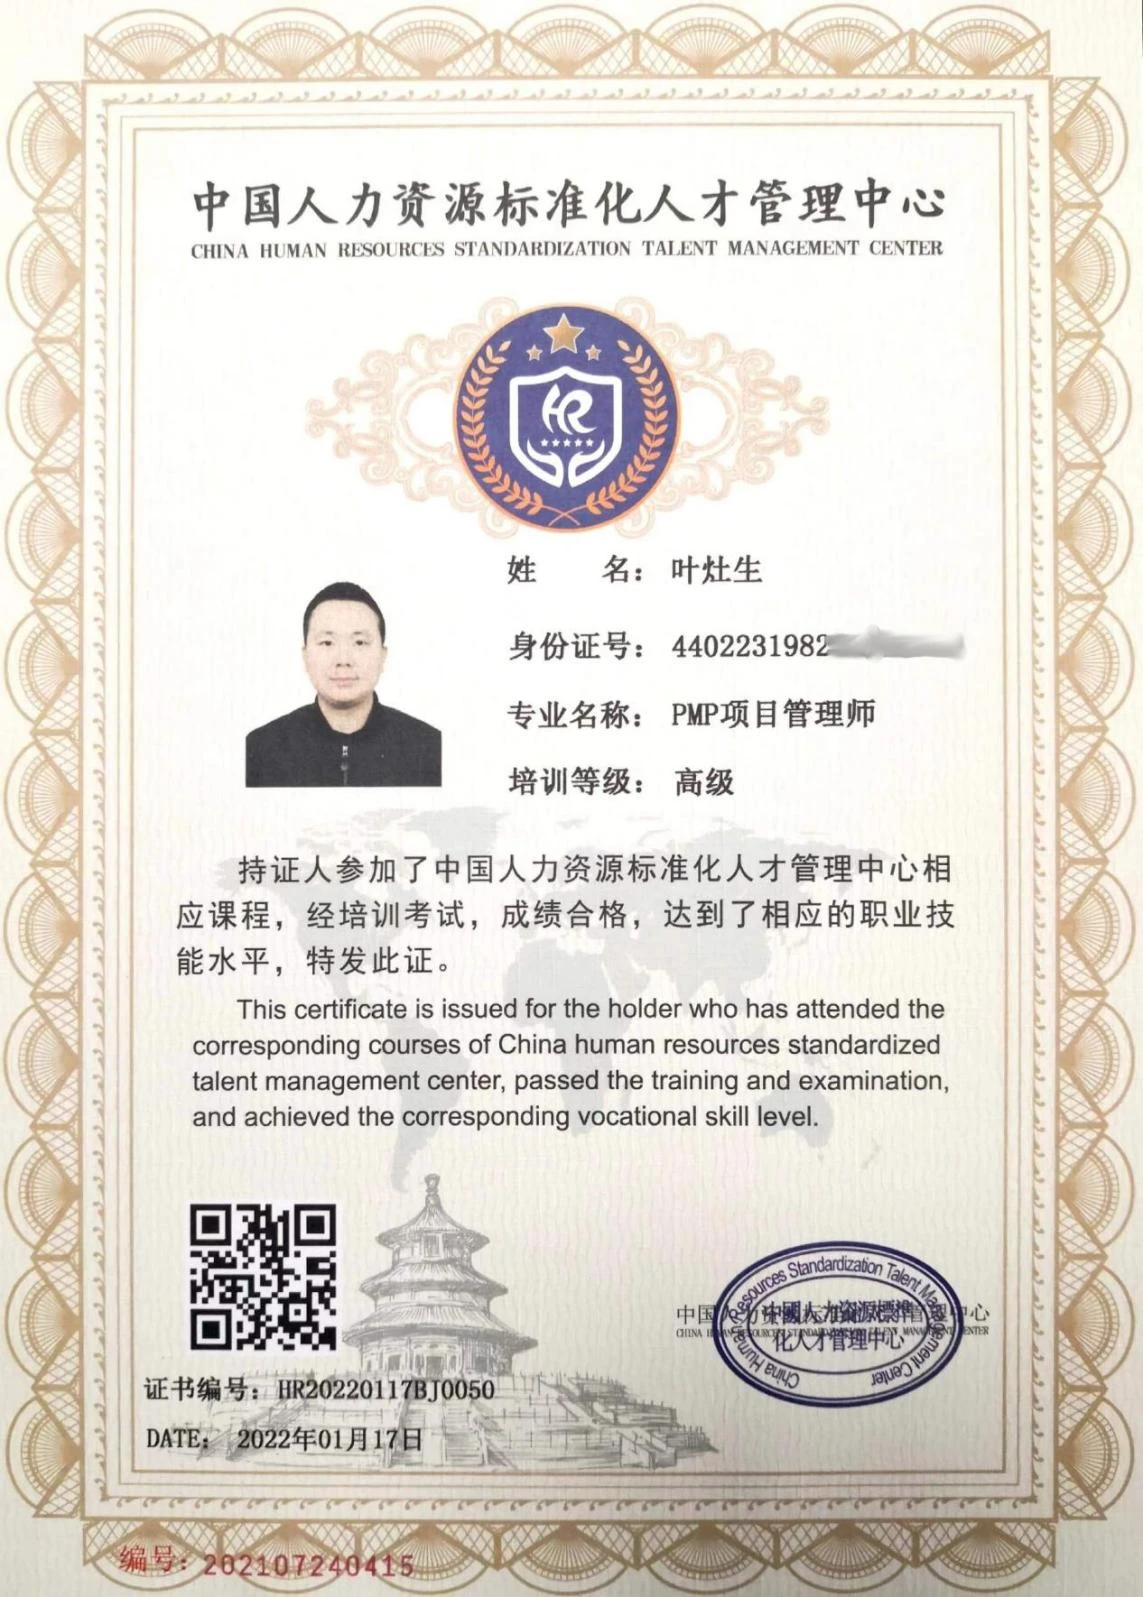 中国人力资源标准化人才管理中心
CHINA HUMAN RESOURCES STANDARDIZATION TALENT MANAGEMENT CENTER
HR
姓 名： 叶灶生
身份证号： 4402231982
专业名称： PMP项目管理师
培训等级： 高级
持证人参加了中国人力资源标准化人才管理中心相
应课程，经培训考试，成绩合格，达到了相应的职业技
能水平，特发此证。
This certificate is issued for the holder who has attended the
corresponding courses of China human resources standardized
talent management center, passed the training and examination,
and achieved the corresponding vocational skill level.
中国人力资源标准化人才管理中心
CHINA HUMAN RESOURCES STANDARDIZATION TALENT MANAGEMENT CENTER
China Human Resources Standardization Talent Management Center
中國人力資源標準
化人才管理中心
证书编号： HR20220117BJ0050
DATE： 2022年01月17日
编号：202107240415